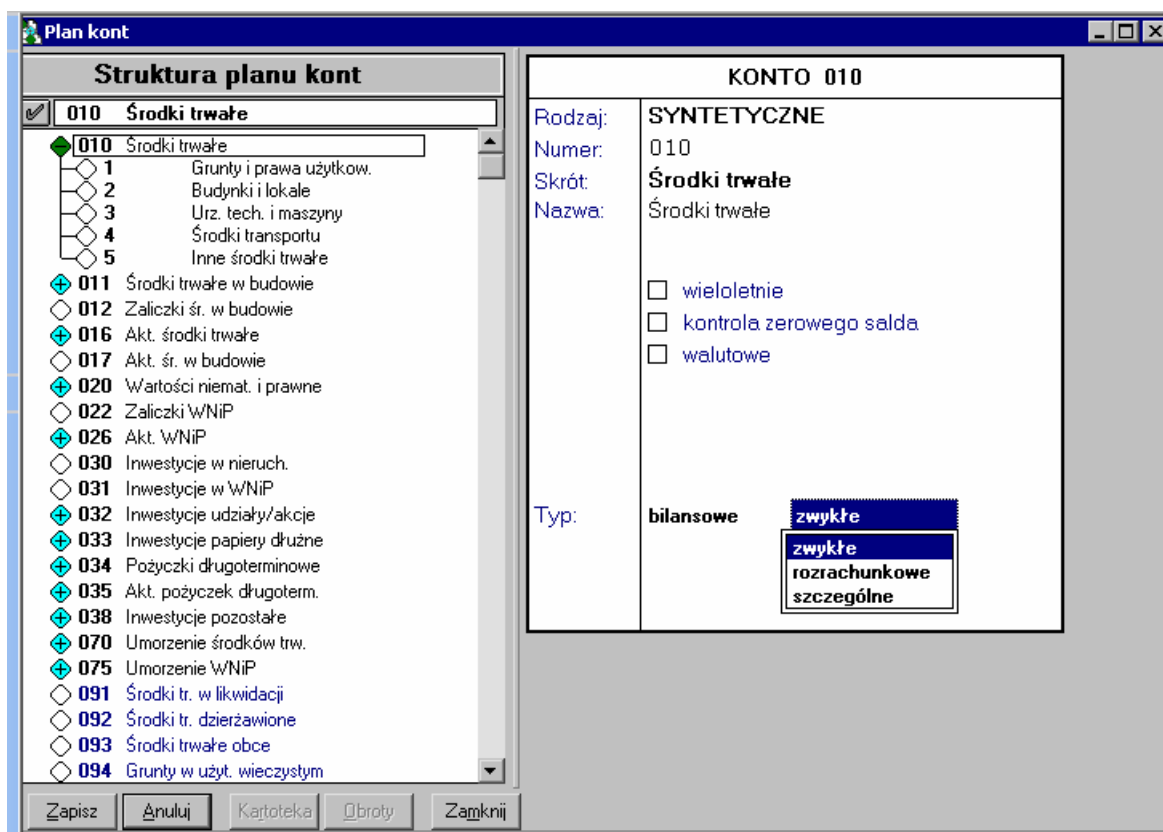 Plan kont
Struktura planu kont
010 Środki trwałe
010 Środki trwałe
1 Grunty i prawa użytkow.
2 Budynki i lokale
3 Urz. tech. i maszyny
4 Środki transportu
5 Inne środki trwałe
011 Środki trwałe w budowie
012 Zaliczki śr. w budowie
016 Akt. środki trwałe
017 Akt. śr. w budowie
020 Wartości niemat. i prawne
022 Zaliczki WNiP
026 Akt. WNiP
030 Inwestycje w nieruch.
031 Inwestycje w WNiP
032 Inwestycje udziały/akcje
033 Inwestycje papiery dłużne
034 Pożyczki długoterminowe
035 Akt. pożyczek długoterm.
038 Inwestycje pozostałe
070 Umorzenie środków trw.
075 Umorzenie WNiP
091 Środki tr. w likwidacji
092 Środki tr. dzierżawione
093 Środki trwałe obce
094 Grunty w użyt. wieczystym
Zapisz Anuluj Kartoteka Obroty Zamknij
KONTO 010
Rodzaj: SYNTETYCZNE
Numer: 010
Skrót: Środki trwałe
Nazwa: Środki trwałe
wieloletnie
kontrola zerowego salda
walutowe
Typ: bilansowe zwykłe
zwykłe
rozrachunkowe
szczególne